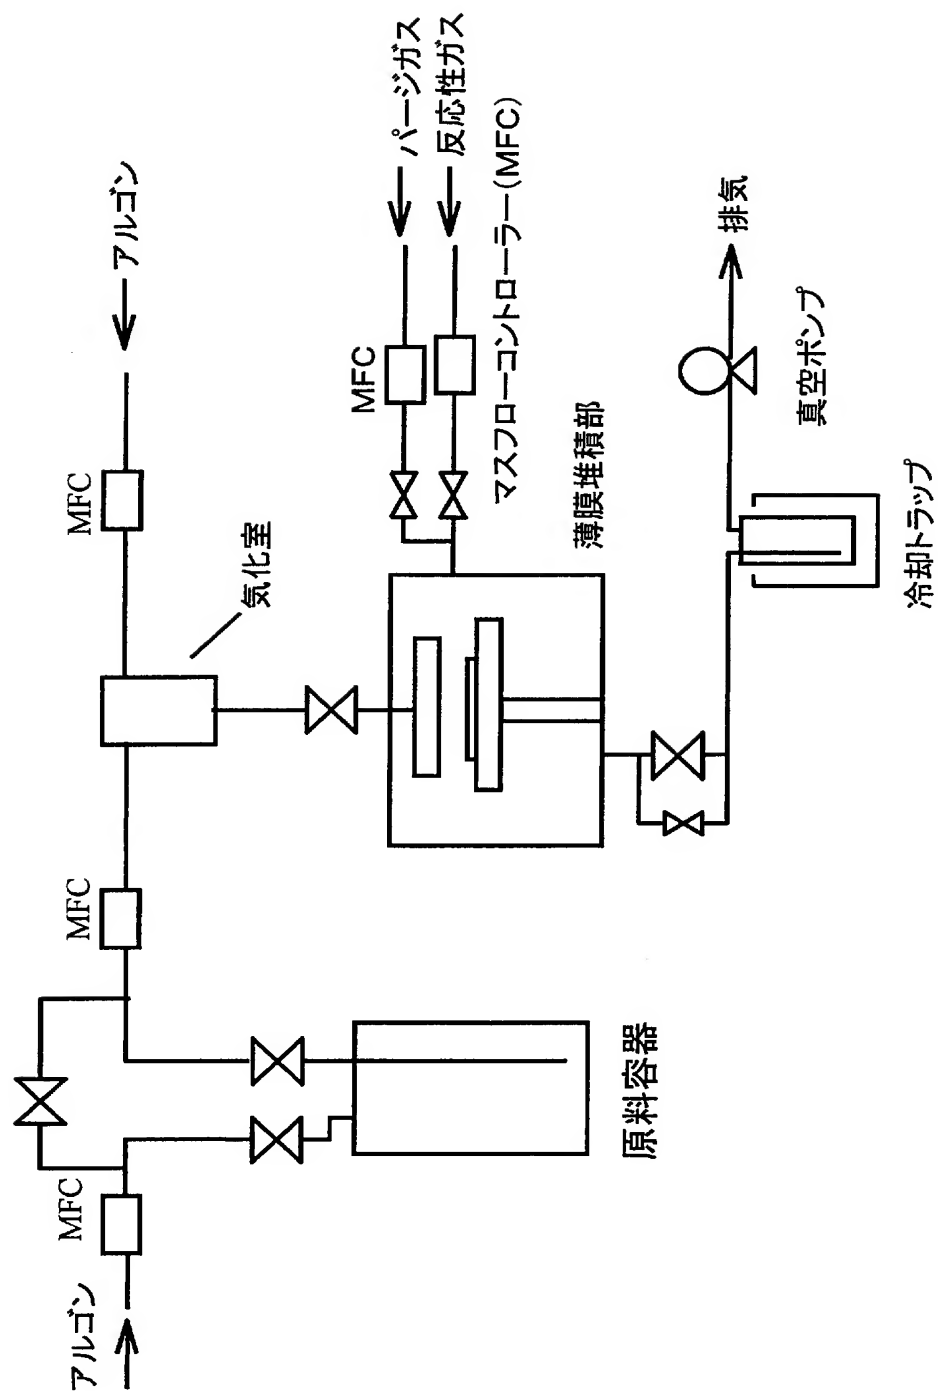 アルゴン
MFC
MFC
MFC
アルゴン
気化室
MFC
パージガス
反応性ガス
マスフローコントローラー(MFC)
薄膜堆積部
原料容器
排気
真空ポンプ
冷却トラップ